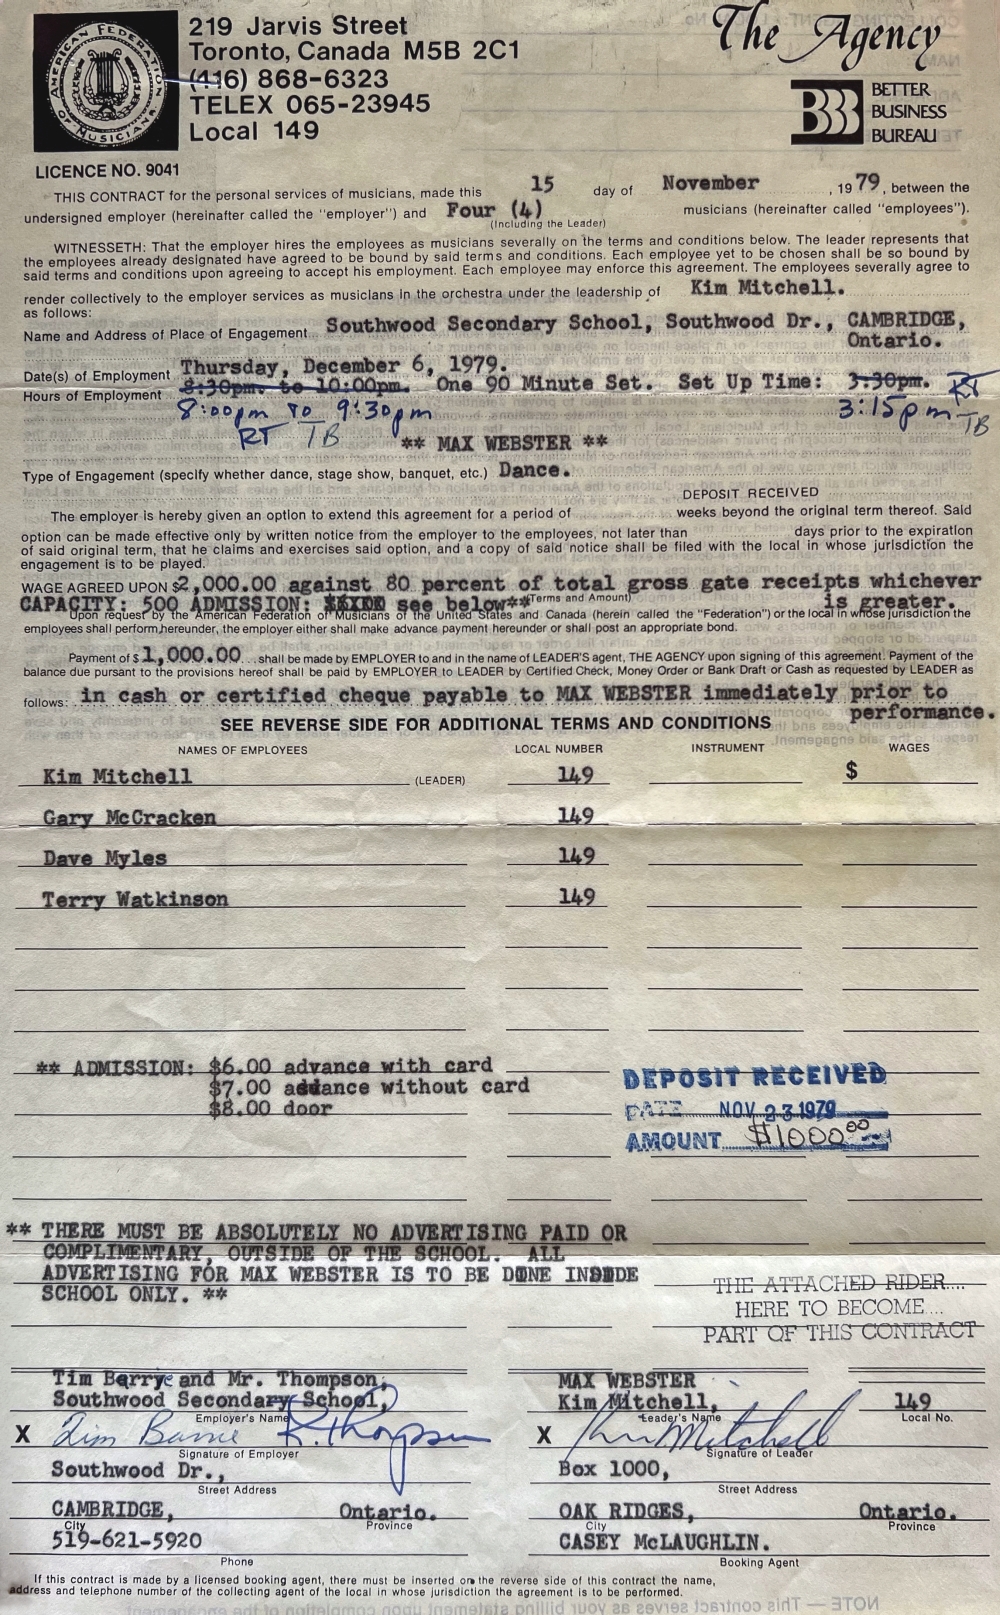 AMERICAN FEDERATION OF MUSICIANS
219 Jarvis Street
Toronto, Canada M5B 2C1
(416) 868-6323
TELEX 065-23945
Local 149
The Agency
BBB
BETTER
BUSINESS
BUREAU
LICENCE NO. 9041
THIS CONTRACT for the personal services of musicians, made this 15 day of November, 1979, between the
undersigned employer (hereinafter called the "employer") and Four (4) musicians (hereinafter called "employees").
(Including the Leader)
WITNESSETH: That the employer hires the employees as musicians severally on the terms and conditions below. The leader represents that
the employees already designated have agreed to be bound by said terms and conditions. Each employee yet to be chosen shall be so bound by
said terms and conditions upon agreeing to accept his employment. Each employee may enforce this agreement. The employees severally agree to
render collectively to the employer services as musicians in the orchestra under the leadership of Kim Mitchell.
as follows:
Name and Address of Place of Engagement Southwood Secondary School, Southwood Dr., CAMBRIDGE,
Ontario.
Date(s) of Employment Thursday, December 6, 1979.
Hours of Employment 8:30pm. to 10:00pm. One 90 Minute Set. Set Up Time: 3:30pm. RT
8:00pm TO 9:30pm 3:15pm TB
RT TB
** MAX WEBSTER **
Type of Engagement (specify whether dance, stage show, banquet, etc.) Dance.
DEPOSIT RECEIVED
The employer is hereby given an option to extend this agreement for a period of weeks beyond the original term thereof. Said
option can be made effective only by written notice from the employer to the employees, not later than days prior to the expiration
of said original term, that he claims and exercises said option, and a copy of said notice shall be filed with the local in whose jurisdiction the
engagement is to be played.
WAGE AGREED UPON $2,000.00 against 80 percent of total gross gate receipts whichever
CAPACITY: 500 ADMISSION: see below** (Terms and Amount) is greater.
Upon request by the American Federation of Musicians of the United States and Canada (herein called the "Federation") or the local in whose jurisdiction the
employees shall perform hereunder, the employer either shall make advance payment hereunder or shall post an appropriate bond.
Payment of $1,000.00 shall be made by EMPLOYER to and in the name of LEADER'S agent, THE AGENCY upon signing of this agreement. Payment of the
balance due pursuant to the provisions hereof shall be paid by EMPLOYER to LEADER by Certified Check, Money Order or Bank Draft or Cash as requested by LEADER as
follows: in cash or certified cheque payable to MAX WEBSTER immediately prior to
performance.
SEE REVERSE SIDE FOR ADDITIONAL TERMS AND CONDITIONS
NAMES OF EMPLOYEES LOCAL NUMBER INSTRUMENT WAGES
Kim Mitchell (LEADER) 149 $
Gary McCracken 149
Dave Myles 149
Terry Watkinson 149
** ADMISSION: $6.00 advance with card
$7.00 advance without card
$8.00 door
DEPOSIT RECEIVED
DATE NOV 23 1979
AMOUNT $1000.00
** THERE MUST BE ABSOLUTELY NO ADVERTISING PAID OR
COMPLIMENTARY, OUTSIDE OF THE SCHOOL. ALL
ADVERTISING FOR MAX WEBSTER IS TO BE DONE INSIDE
SCHOOL ONLY. **
THE ATTACHED RIDER....
HERE TO BECOME....
PART OF THIS CONTRACT
Tim Barrye and Mr. Thompson,
Southwood Secondary School,
Employer's Name
X Tim Barrie R. Thompson
Signature of Employer
Southwood Dr.,
Street Address
CAMBRIDGE, Ontario.
City Province
519-621-5920
Phone
MAX WEBSTER
Kim Mitchell, 149
Leader's Name Local No.
X Kim Mitchell
Signature of Leader
Box 1000,
Street Address
OAK RIDGES, Ontario.
City Province
CASEY McLAUGHLIN.
Booking Agent
If this contract is made by a licensed booking agent, there must be inserted on the reverse side of this contract the name,
address and telephone number of the collecting agent of the local in whose jurisdiction the agreement is to be performed.